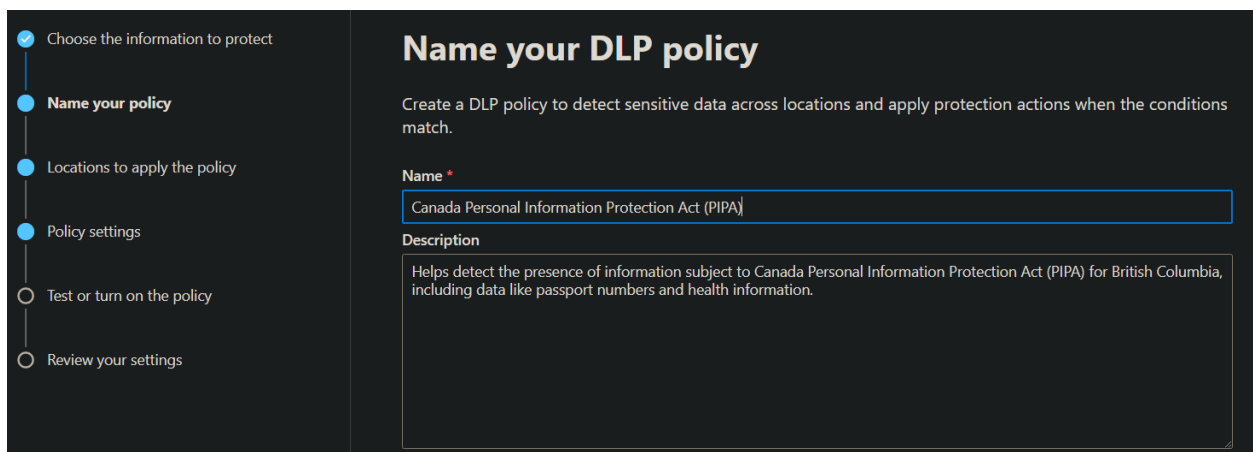 Choose the information to protect
Name your policy
Locations to apply the policy
Policy settings
Test or turn on the policy
Review your settings
Name your DLP policy
Create a DLP policy to detect sensitive data across locations and apply protection actions when the conditions
match.
Name *
Canada Personal Information Protection Act (PIPA)
Description
Helps detect the presence of information subject to Canada Personal Information Protection Act (PIPA) for British Columbia,
including data like passport numbers and health information.